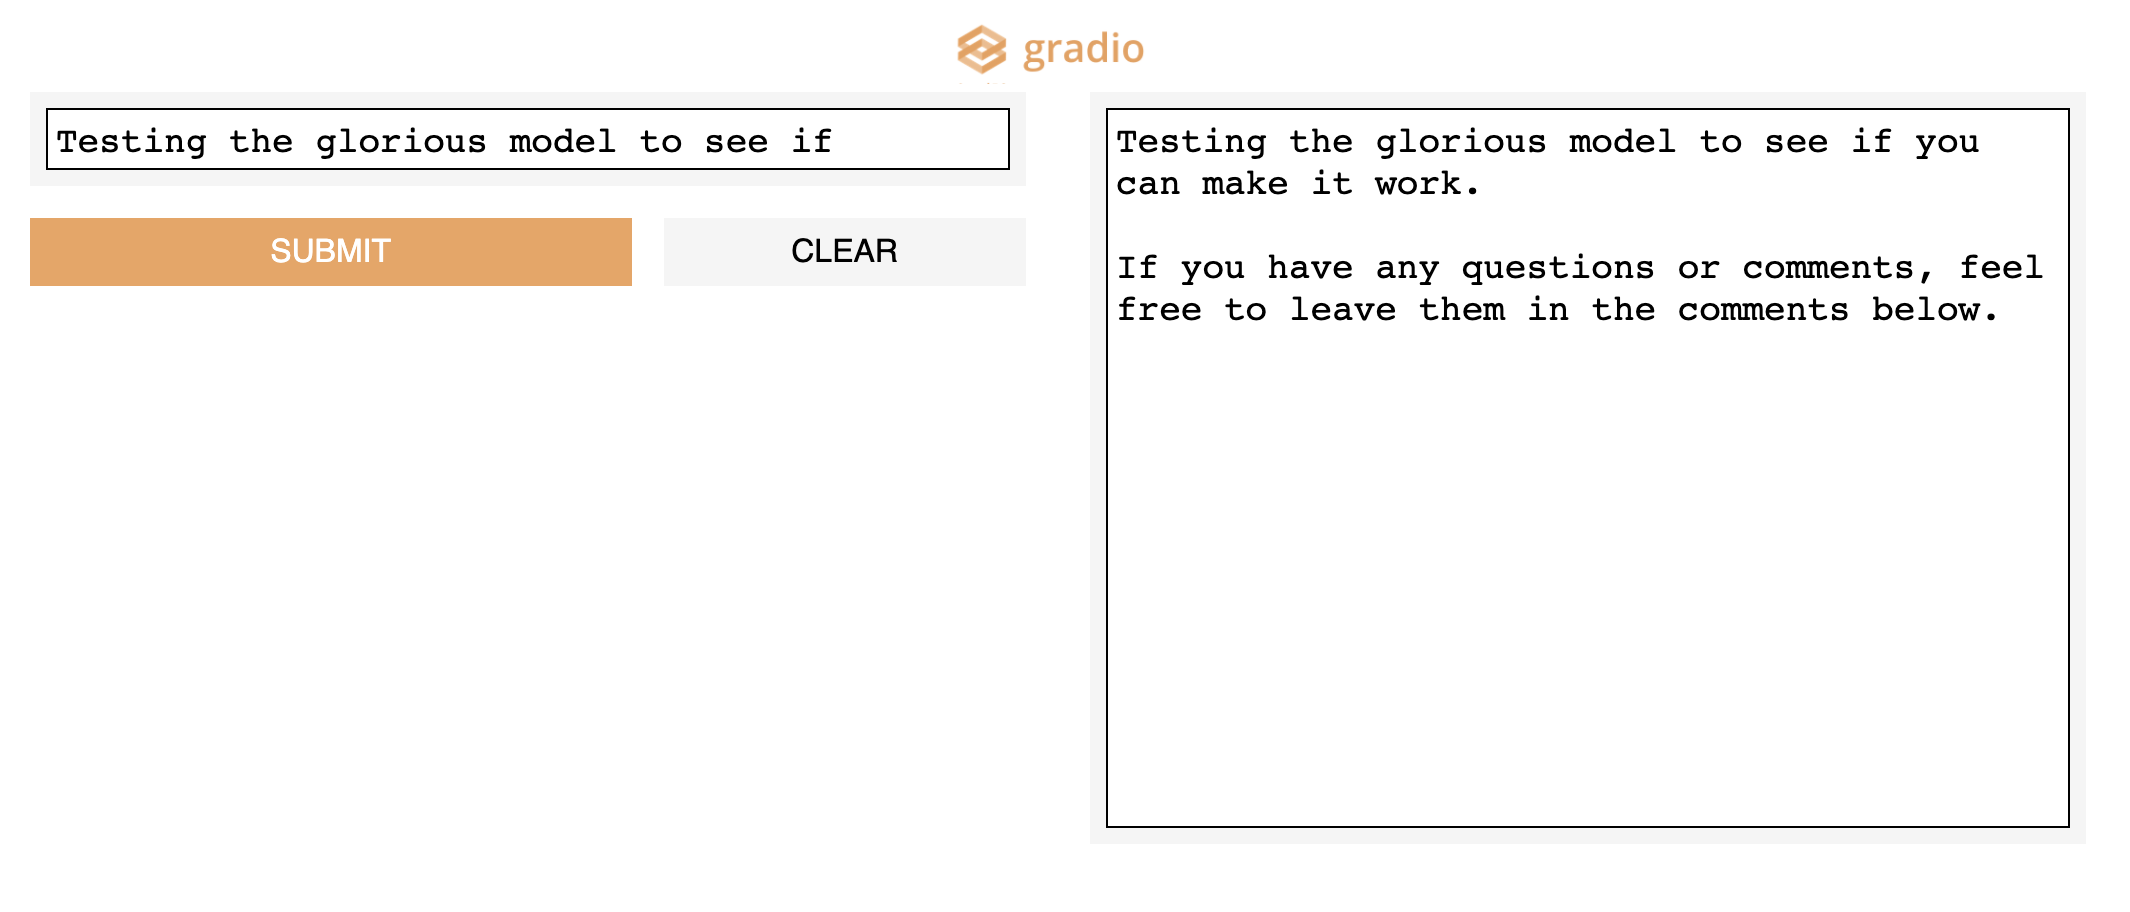 gradio
Testing the glorious model to see if
SUBMIT
CLEAR
Testing the glorious model to see if you
can make it work.
If you have any questions or comments, feel
free to leave them in the comments below.